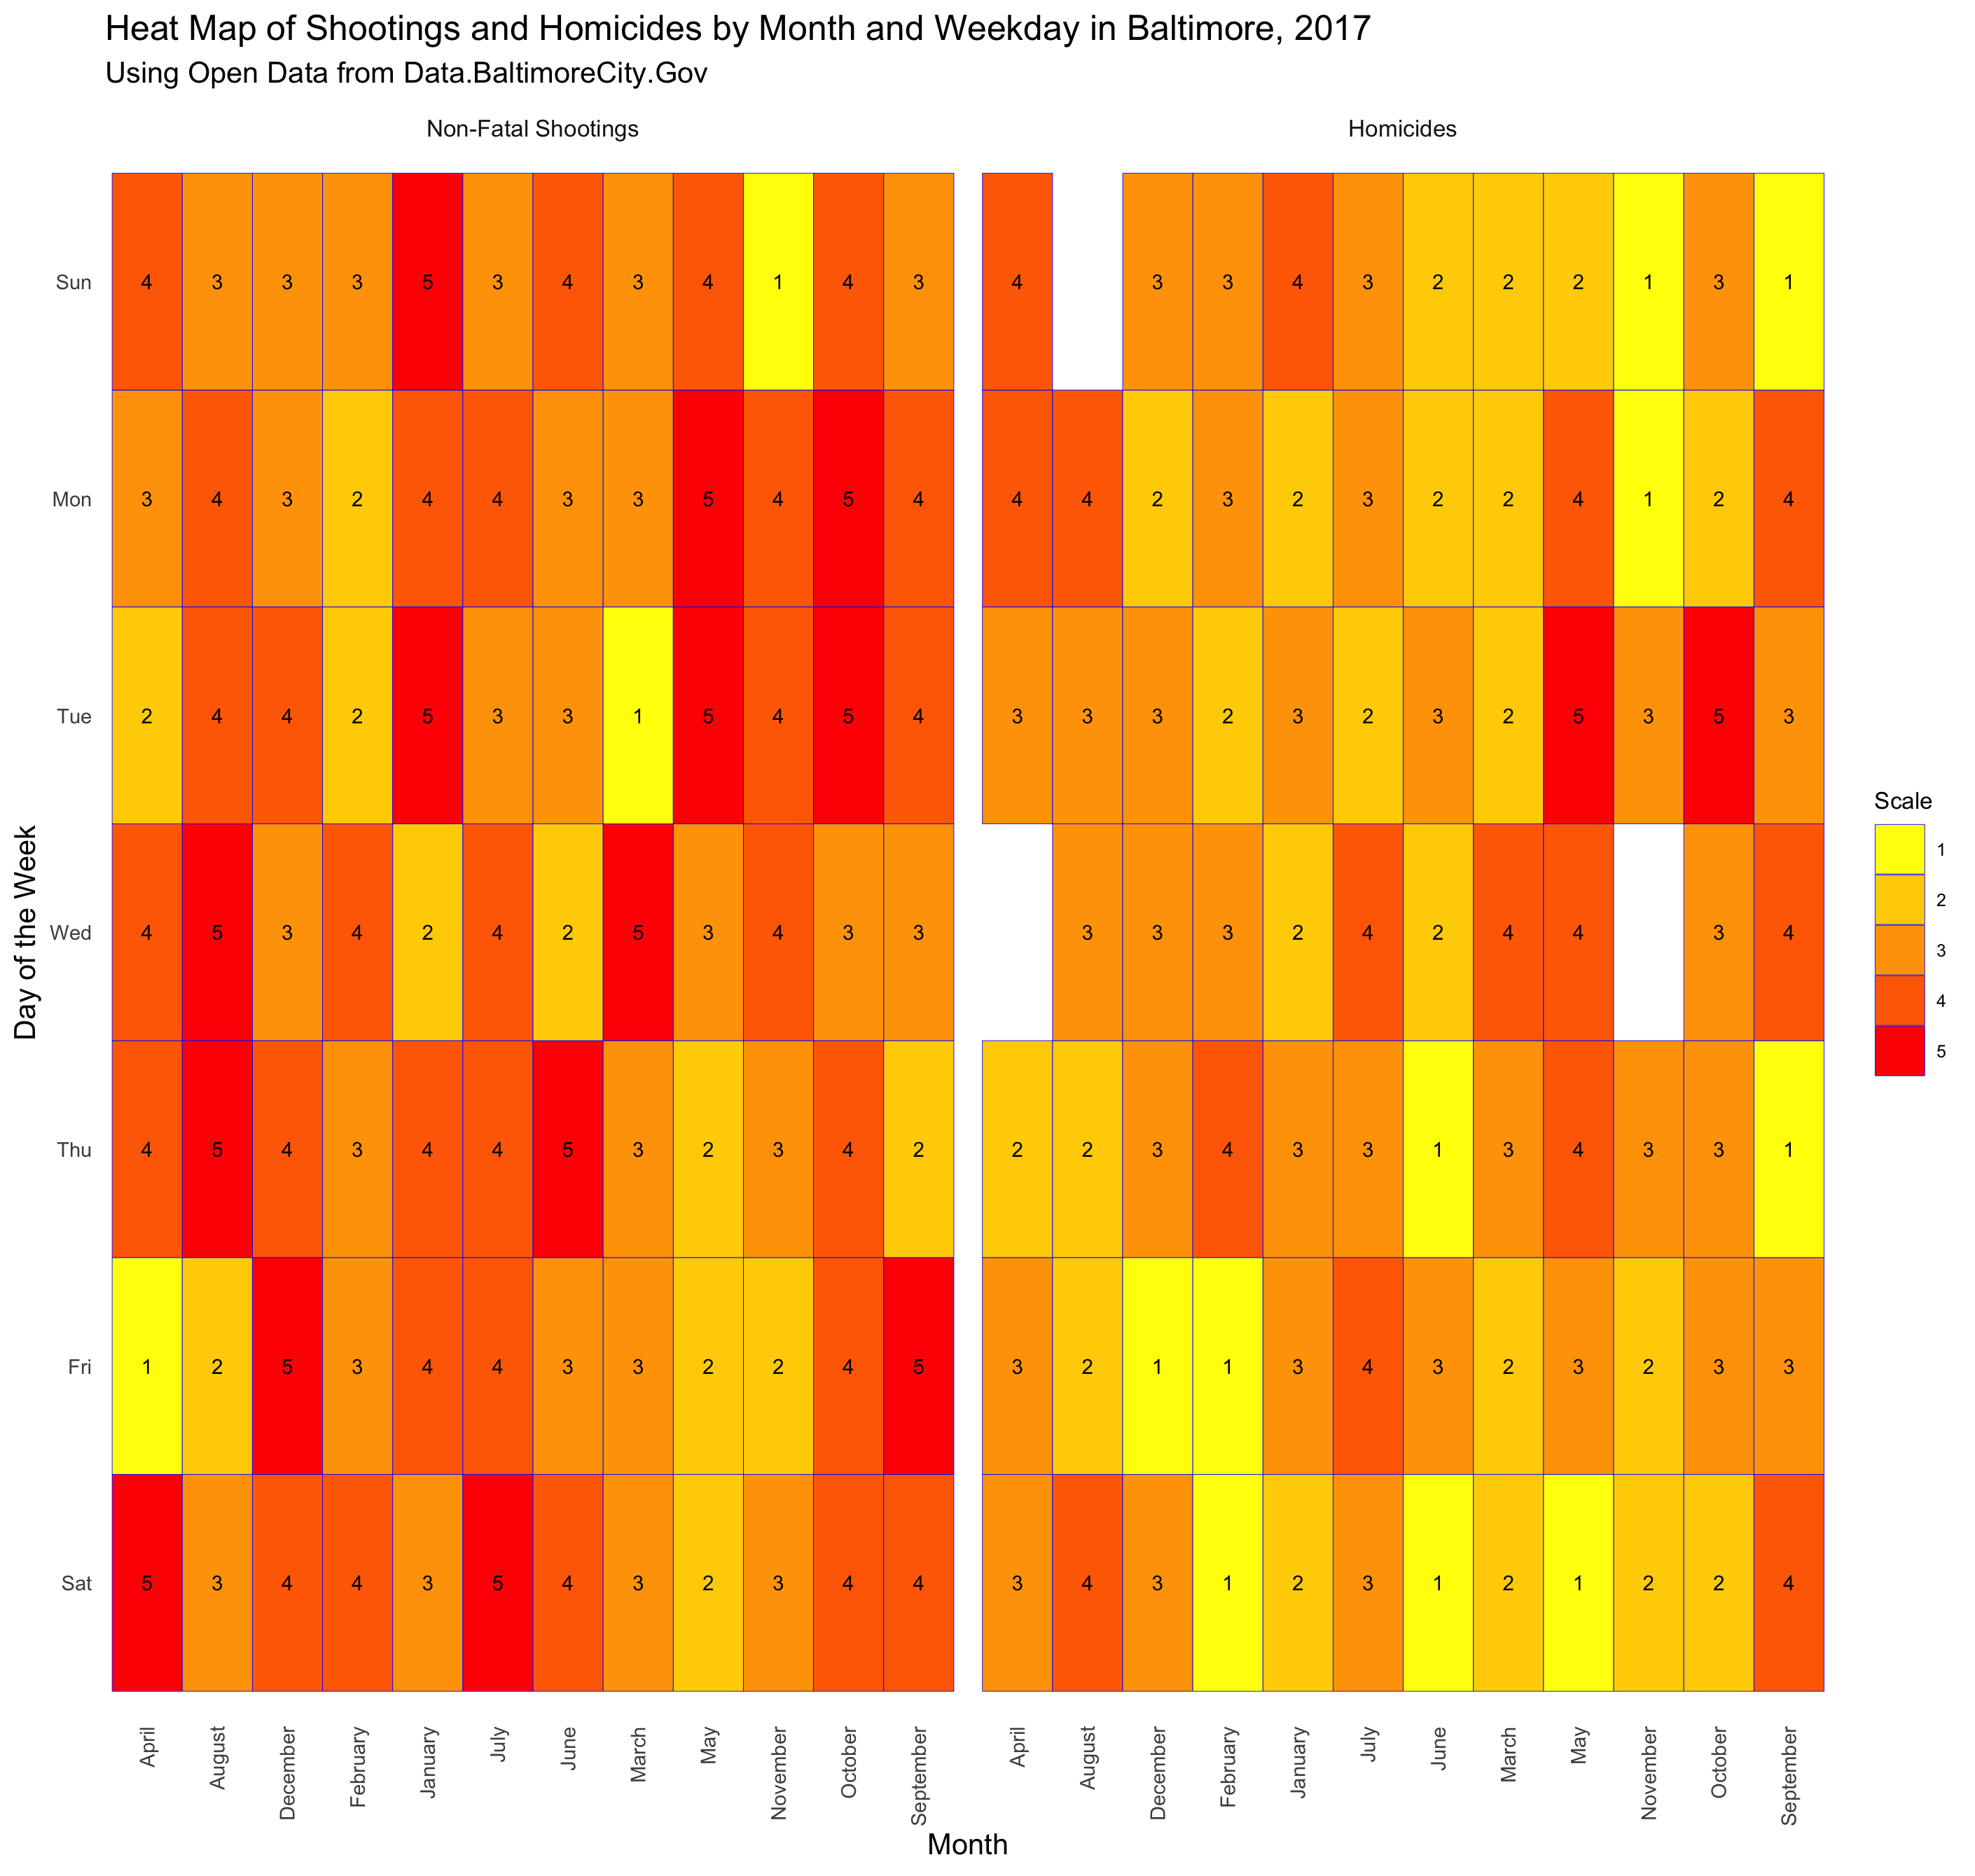 Heat Map of Shootings and Homicides by Month and Weekday in Baltimore, 2017
Using Open Data from Data.BaltimoreCity.Gov
Non-Fatal Shootings Homicides
Sun 4 3 3 3 5 3 4 3 4 1 4 3 4 3 3 4 3 2 2 2 1 3 1
Mon 3 4 3 2 4 4 3 3 5 4 5 4 4 4 2 3 2 3 2 2 4 1 2 4
Tue 2 4 4 2 5 3 3 1 5 4 5 4 3 3 3 2 3 2 3 2 5 3 5 3
Wed 4 5 3 4 2 4 2 5 3 4 3 3 3 3 3 2 4 2 4 4 3 4
Thu 4 5 4 3 4 4 5 3 2 3 4 2 2 2 3 4 3 3 1 3 4 3 3 1
Fri 1 2 5 3 4 4 3 3 2 2 4 5 3 2 1 1 3 4 3 2 3 2 3 3
Sat 5 3 4 4 3 5 4 3 2 3 4 4 3 4 3 1 2 3 1 2 1 2 2 4
April August December February January July June March May November October September April August December February January July June March May November October September
Month
Day of the Week
Scale
1
2
3
4
5